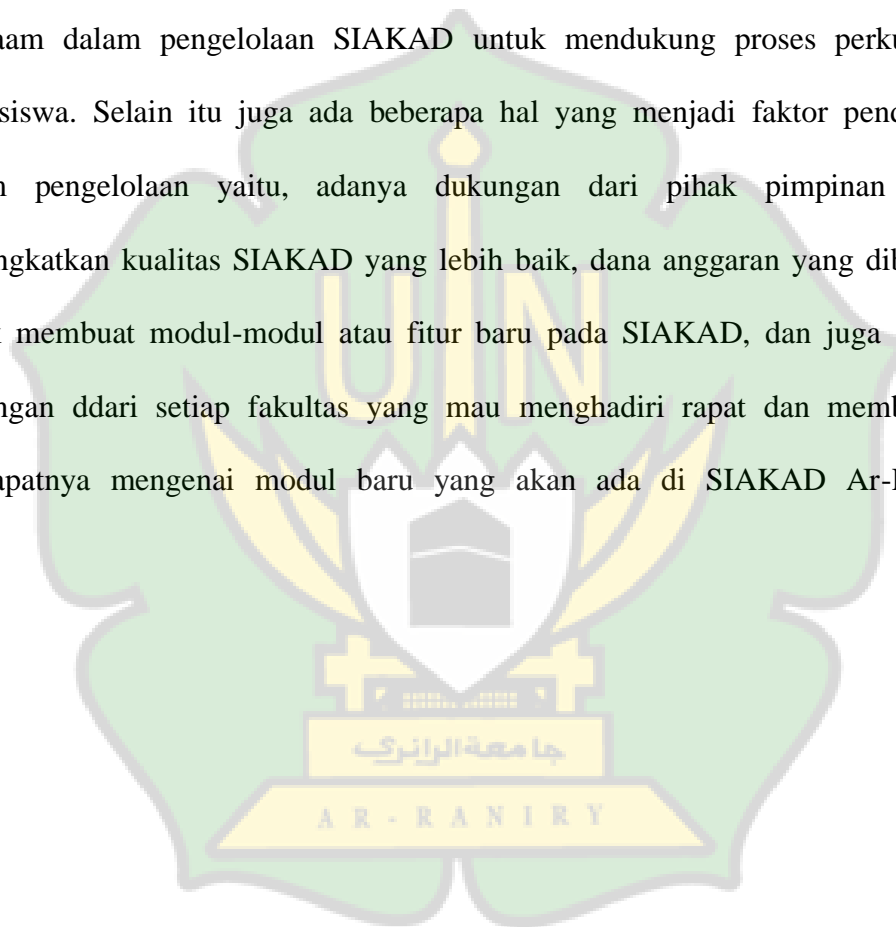 naam dalam pengelolaan SIAKAD untuk mendukung proses perku
siswa. Selain itu juga ada beberapa hal yang menjadi faktor pend
n pengelolaan yaitu, adanya dukungan dari pihak pimpinan
ngkatkan kualitas SIAKAD yang lebih baik, dana anggaran yang dib
k membuat modul-modul atau fitur baru pada SIAKAD, dan juga
ngan ddari setiap fakultas yang mau menghadiri rapat dan memb
apatnya mengenai modul baru yang akan ada di SIAKAD Ar-
UIN
جامعة الرانري
AR-RANIRY